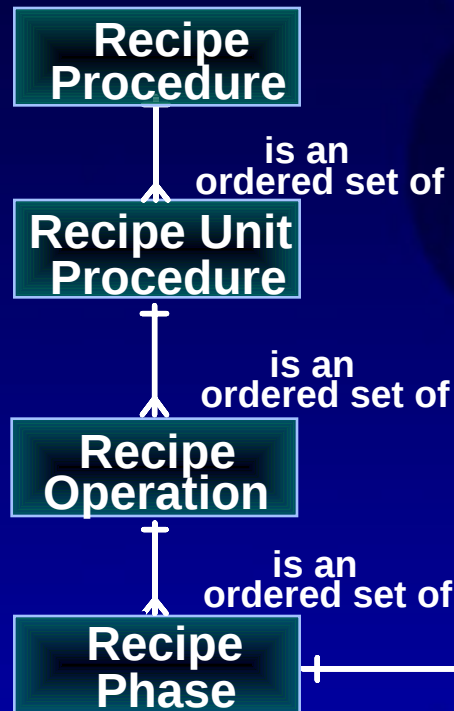 Recipe
Procedure
is an
ordered set of
Recipe Unit
Procedure
is an
ordered set of
Recipe
Operation
is an
ordered set of
Recipe
Phase